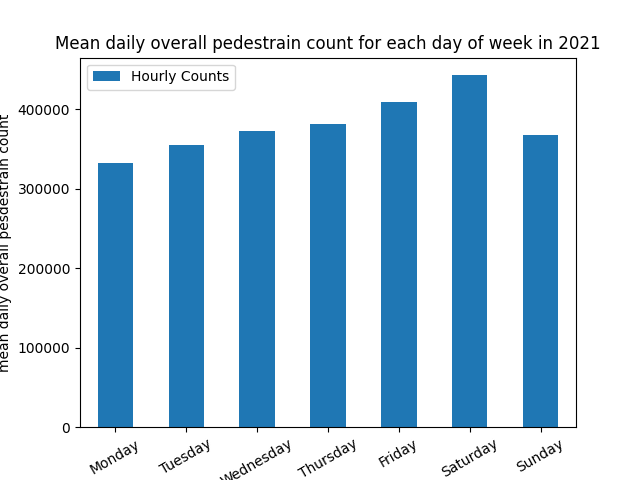 Mean daily overall pedestrain count for each day of week in 2021
Hourly Counts
mean daily overall pesdestrain count
400000
300000
200000
100000
0
Monday
Tuesday
Wednesday
Thursday
Friday
Saturday
Sunday